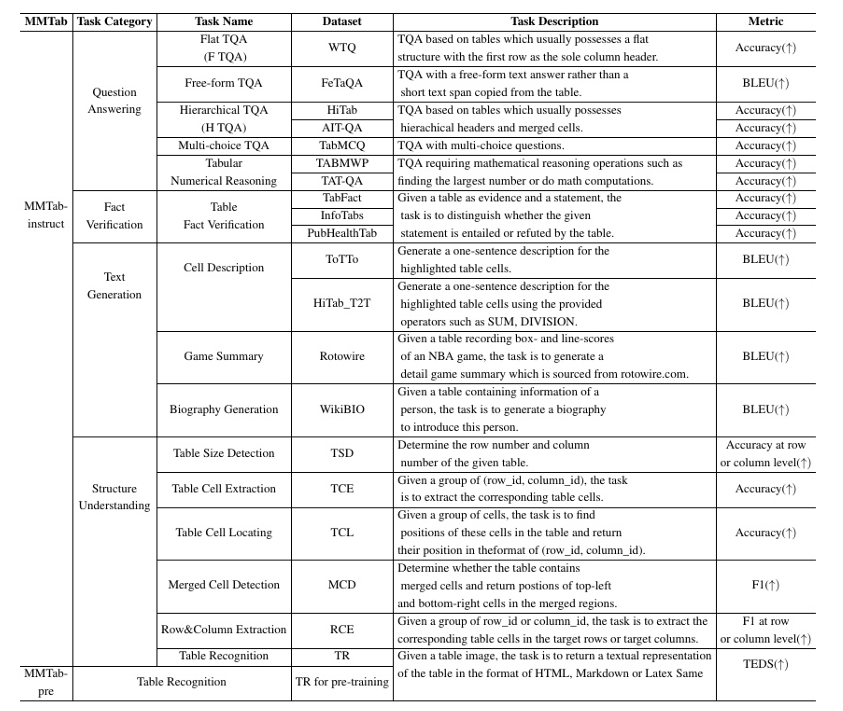 MMTab Task Category Task Name Dataset Task Description Metric
MMTab-
instruct
Question
Answering
Flat TQA
(F TQA)
WTQ
TQA based on tables which usually possesses a flat
structure with the first row as the sole column header.
Accuracy(↑)
Free-form TQA
FeTaQA
TQA with a free-form text answer rather than a
short text span copied from the table.
BLEU(↑)
Hierarchical TQA
(H TQA)
HiTab
AIT-QA
TQA based on tables which usually possesses
hierachical headers and merged cells.
Accuracy(↑)
Accuracy(↑)
Multi-choice TQA
TabMCQ
TQA with multi-choice questions.
Accuracy(↑)
Tabular
Numerical Reasoning
TABMWP
TAT-QA
TQA requiring mathematical reasoning operations such as
finding the largest number or do math computations.
Accuracy(↑)
Accuracy(↑)
Fact
Verification
Table
Fact Verification
TabFact
InfoTabs
PubHealthTab
Given a table as evidence and a statement, the
task is to distinguish whether the given
statement is entailed or refuted by the table.
Accuracy(↑)
Accuracy(↑)
Accuracy(↑)
Text
Generation
Cell Description
ToTTo
Generate a one-sentence description for the
highlighted table cells.
BLEU(↑)
HiTab_T2T
Generate a one-sentence description for the
highlighted table cells using the provided
operators such as SUM, DIVISION.
BLEU(↑)
Game Summary
Rotowire
Given a table recording box- and line-scores
of an NBA game, the task is to generate a
detail game summary which is sourced from rotowire.com.
BLEU(↑)
Biography Generation
WikiBIO
Given a table containing information of a
person, the task is to generate a biography
to introduce this person.
BLEU(↑)
Structure
Understanding
Table Size Detection
TSD
Determine the row number and column
number of the given table.
Accuracy at row
or column level(↑)
Table Cell Extraction
TCE
Given a group of (row_id, column_id), the task
is to extract the corresponding table cells.
Accuracy(↑)
Table Cell Locating
TCL
Given a group of cells, the task is to find
positions of these cells in the table and return
their position in theformat of (row_id, column_id).
Accuracy(↑)
Merged Cell Detection
MCD
Determine whether the table contains
merged cells and return postions of top-left
and bottom-right cells in the merged regions.
F1(↑)
Row&Column Extraction
RCE
Given a group of row_id or column_id, the task is to extract the
corresponding table cells in the target rows or target columns.
F1 at row
or column level(↑)
Table Recognition
TR
Given a table image, the task is to return a textual representation
of the table in the format of HTML, Markdown or Latex Same
TEDS(↑)
MMTab-
pre
Table Recognition
TR for pre-training